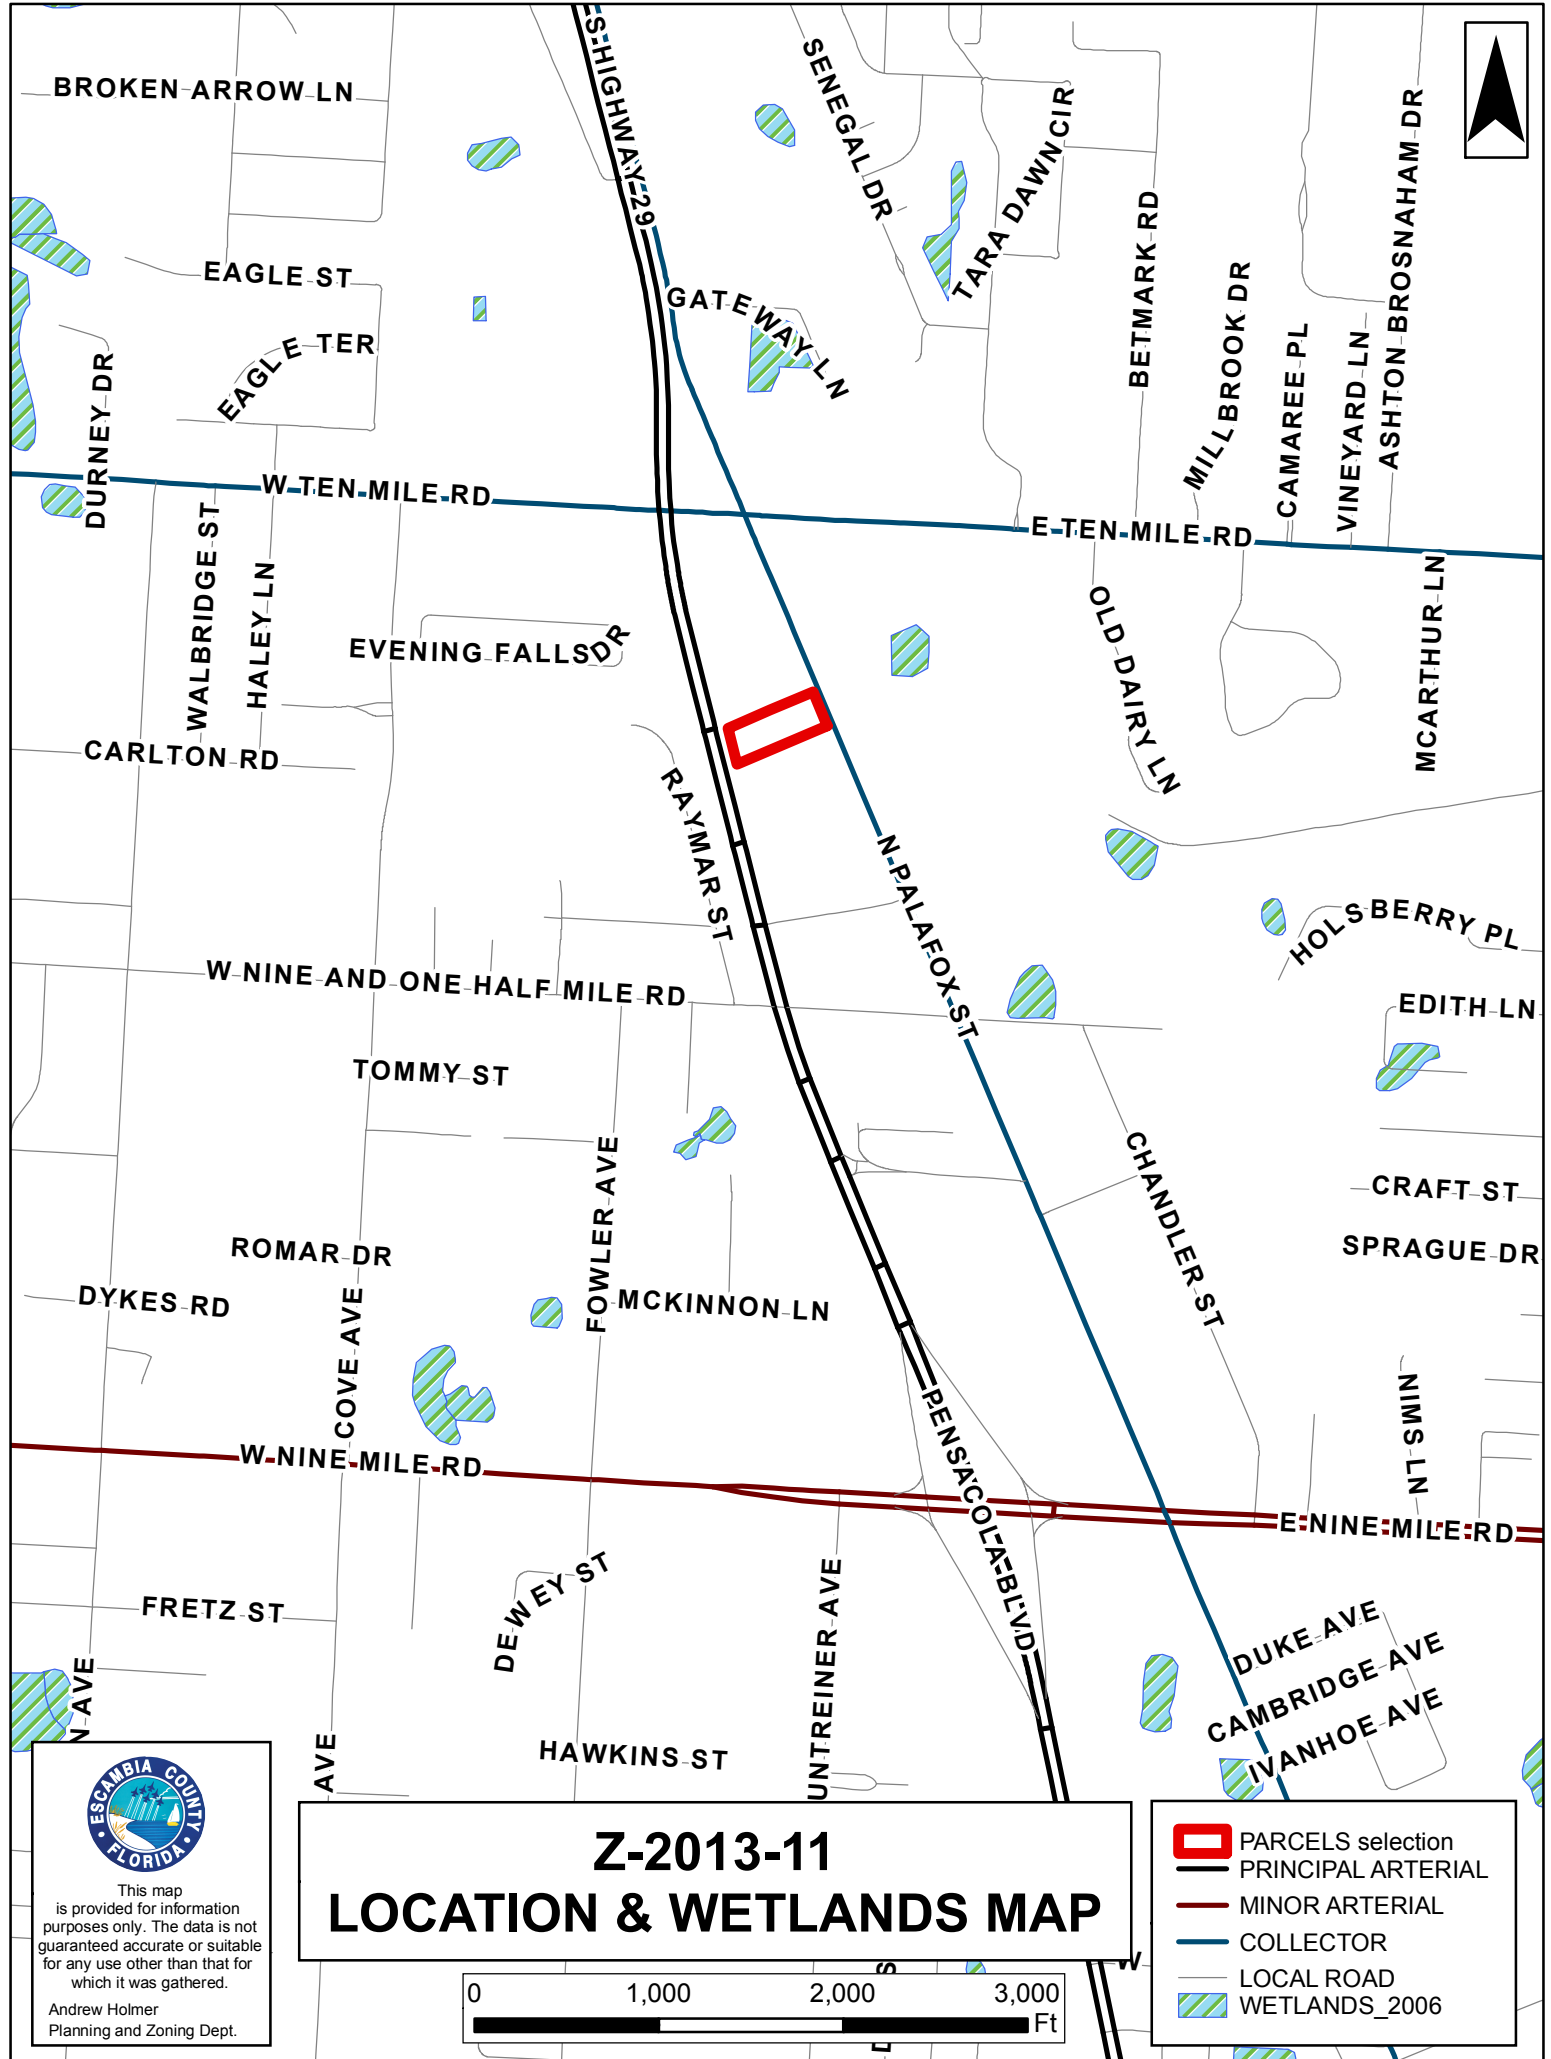 BROKEN ARROW LN
S HIGHWAY 29
SENEGAL DR
TARA DAWN CIR
BETMARK RD
ASHTON BROSNAHAM DR
EAGLE ST
EAGLE TER
DURNEY DR
GATEWAY LN
MILLBROOK DR
CAMAREE PL
VINEYARD LN
W TEN MILE RD
E TEN MILE RD
WALBRIDGE ST
HALEY LN
EVENING FALLS DR
OLD DAIRY LN
MCARTHUR LN
CARLTON RD
RAYMAR ST
N PALAFOX ST
HOLSBERRY PL
W NINE AND ONE HALF MILE RD
EDITH LN
TOMMY ST
FOWLER AVE
CHANDLER ST
CRAFT ST
SPRAGUE DR
ROMAR DR
DYKES RD
COVE AVE
MCKINNON LN
PENSACOLA BLVD
NIMS LN
W NINE MILE RD
E NINE MILE RD
FRETZ ST
DEWEY ST
UNTREINER AVE
DUKE AVE
CAMBRIDGE AVE
IVANHOE AVE
N AVE
AVE
HAWKINS ST
W
ESCAMBIA COUNTY
FLORIDA
This map
is provided for information
purposes only. The data is not
guaranteed accurate or suitable
for any use other than that for
which it was gathered.
Andrew Holmer
Planning and Zoning Dept.
Z-2013-11
LOCATION & WETLANDS MAP
0 1,000 2,000 3,000
Ft
PARCELS selection
PRINCIPAL ARTERIAL
MINOR ARTERIAL
COLLECTOR
LOCAL ROAD
WETLANDS_2006